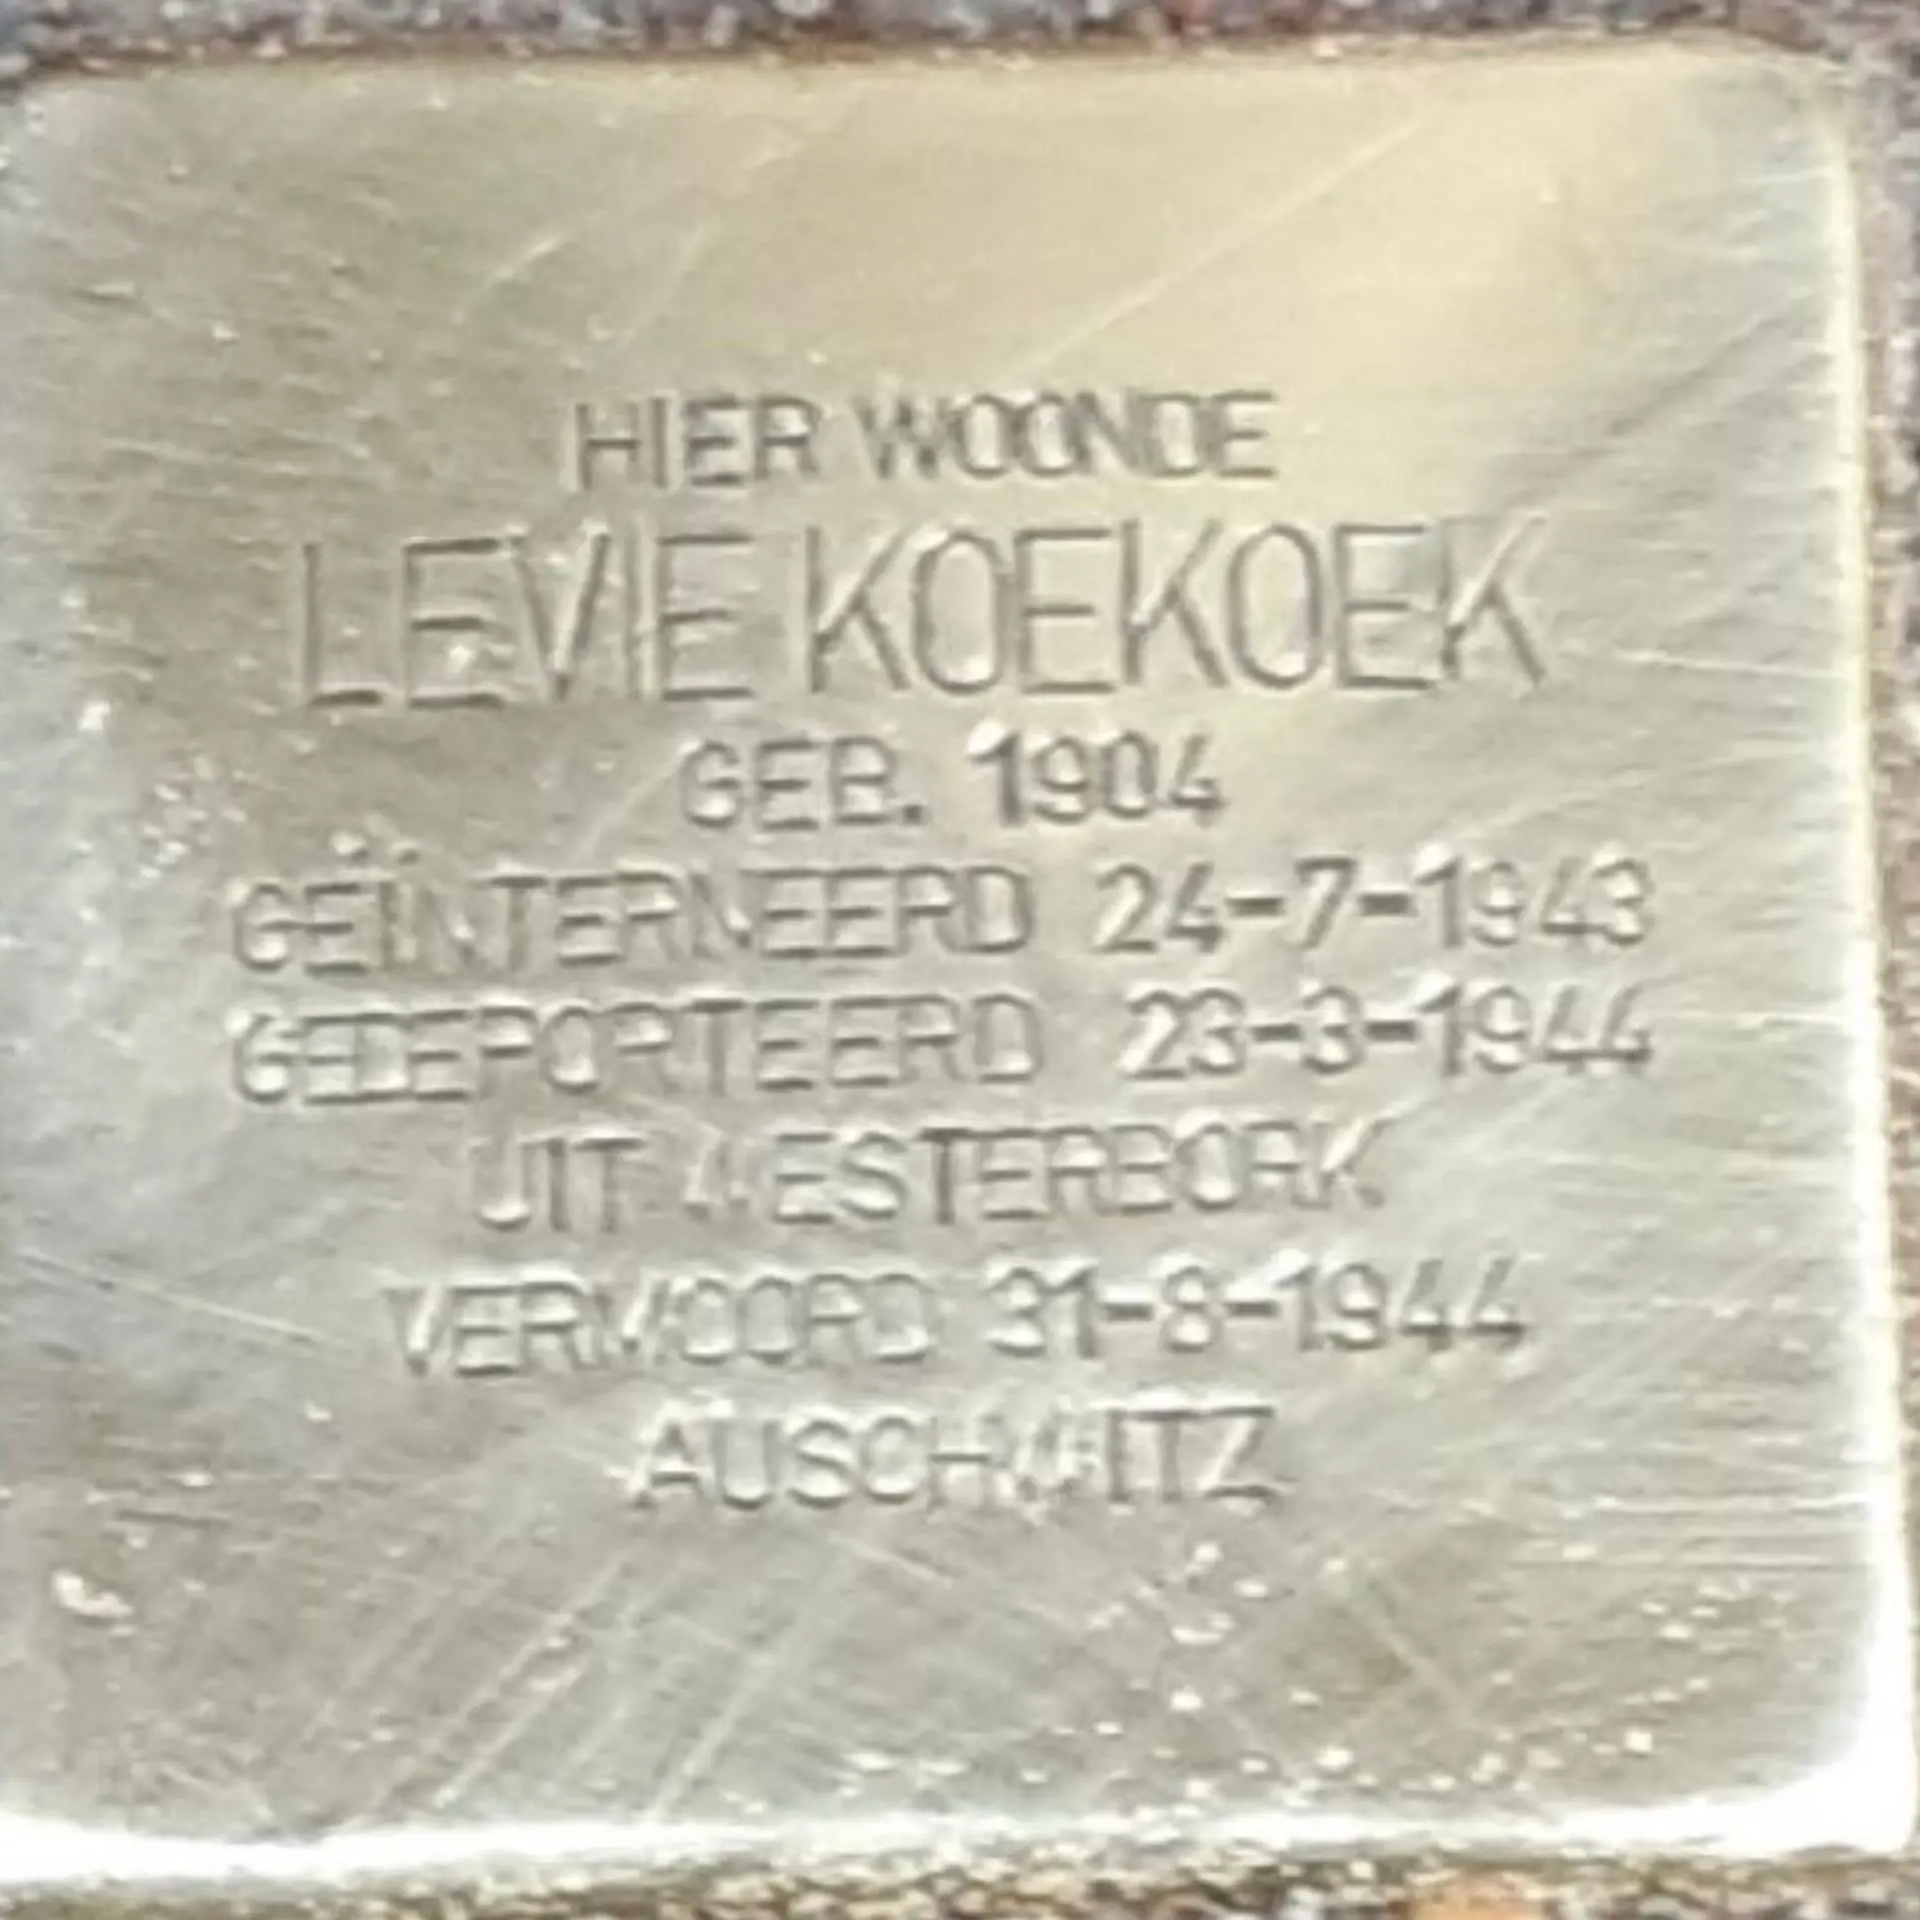 HIER WOONDE
LEVIE KOEKOEK
GEB. 1904
GEÏNTERNEERD 24-7-1943
GEDEPORTEERD 23-3-1944
UIT WESTERBORK
VERMOORD 31-8-1944
AUSCHWITZ